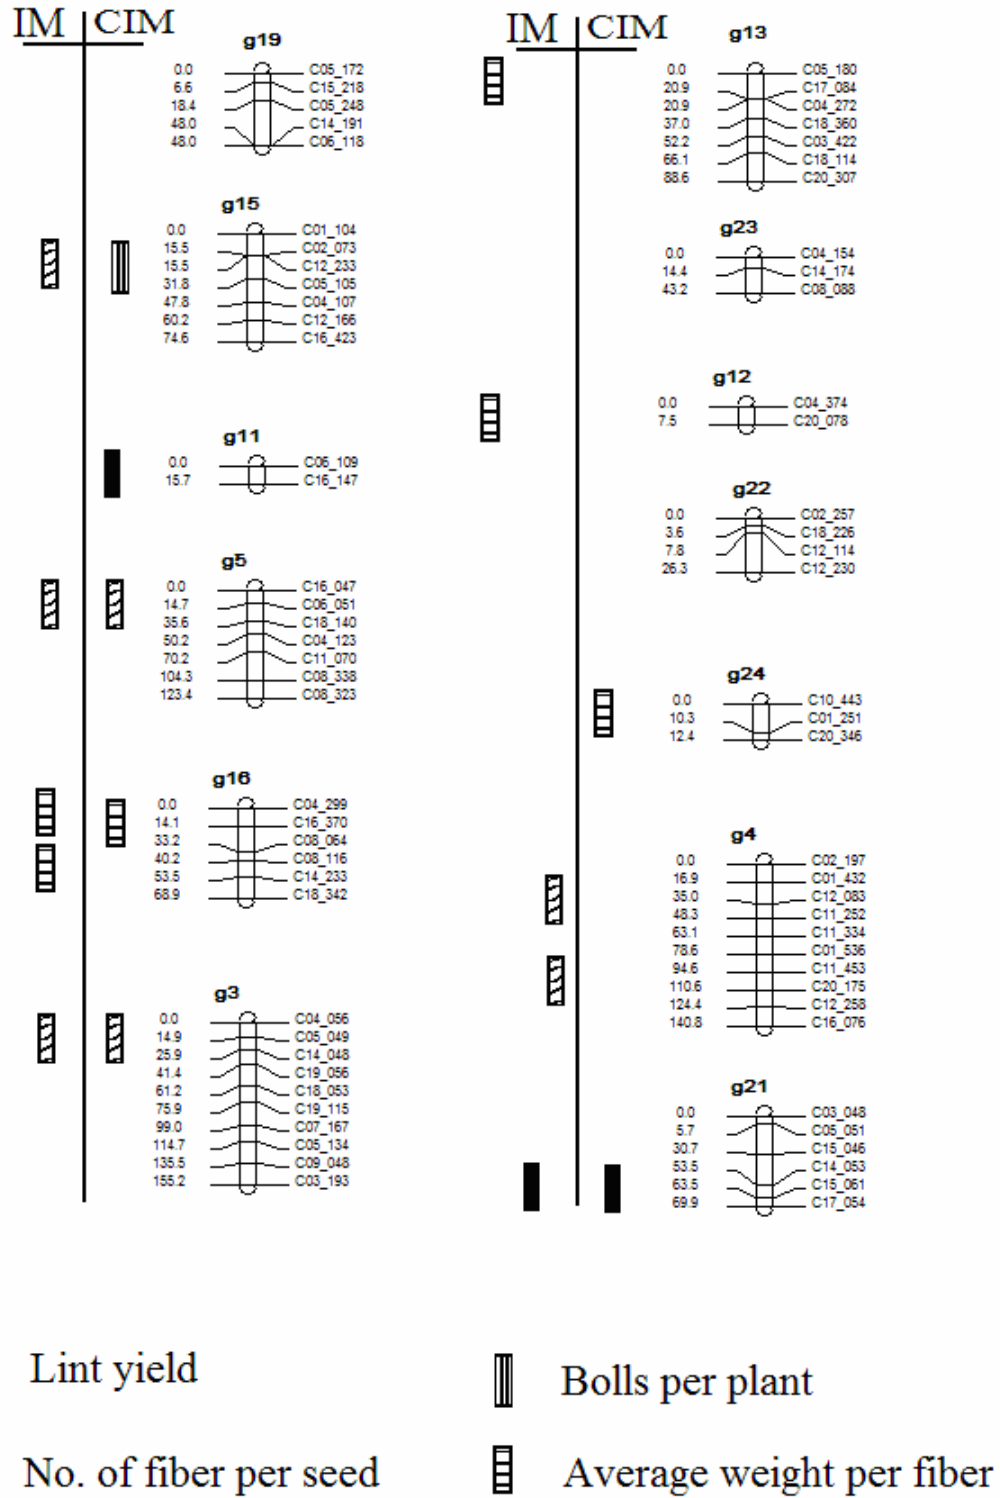 IM CIM
g19
0.0 C05_172
6.6 C15_218
18.4 C05_248
48.0 C14_191
48.0 C06_118
g15
0.0 C01_104
15.5 C02_073
15.5 C12_233
31.8 C05_105
47.8 C04_107
60.2 C12_166
74.6 C16_423
g11
0.0 C06_109
15.7 C16_147
g5
0.0 C16_047
14.7 C06_051
35.6 C18_140
50.2 C04_123
70.2 C11_070
104.3 C08_338
123.4 C08_323
g16
0.0 C04_299
14.1 C16_370
33.2 C08_064
40.2 C08_116
53.5 C14_233
68.9 C18_342
g3
0.0 C04_056
14.9 C05_049
25.9 C14_048
41.4 C19_056
61.2 C18_053
75.9 C19_115
99.0 C07_167
114.7 C05_134
135.5 C09_048
155.2 C03_193
IM CIM
g13
0.0 C05_180
20.9 C17_084
20.9 C04_272
37.0 C18_360
52.2 C03_422
66.1 C18_114
88.6 C20_307
g23
0.0 C04_154
14.4 C14_174
43.2 C08_088
g12
0.0 C04_374
7.5 C20_078
g22
0.0 C02_257
3.6 C18_226
7.8 C12_114
26.3 C12_230
g24
0.0 C10_443
10.3 C01_251
12.4 C20_346
g4
0.0 C02_197
16.9 C01_432
35.0 C12_083
48.3 C11_252
63.1 C11_334
78.6 C01_536
94.6 C11_453
110.6 C20_175
124.4 C12_258
140.8 C16_076
g21
0.0 C03_048
5.7 C05_051
30.7 C15_046
53.5 C14_053
63.5 C15_061
69.9 C17_054
Lint yield
Bolls per plant
No. of fiber per seed
Average weight per fiber